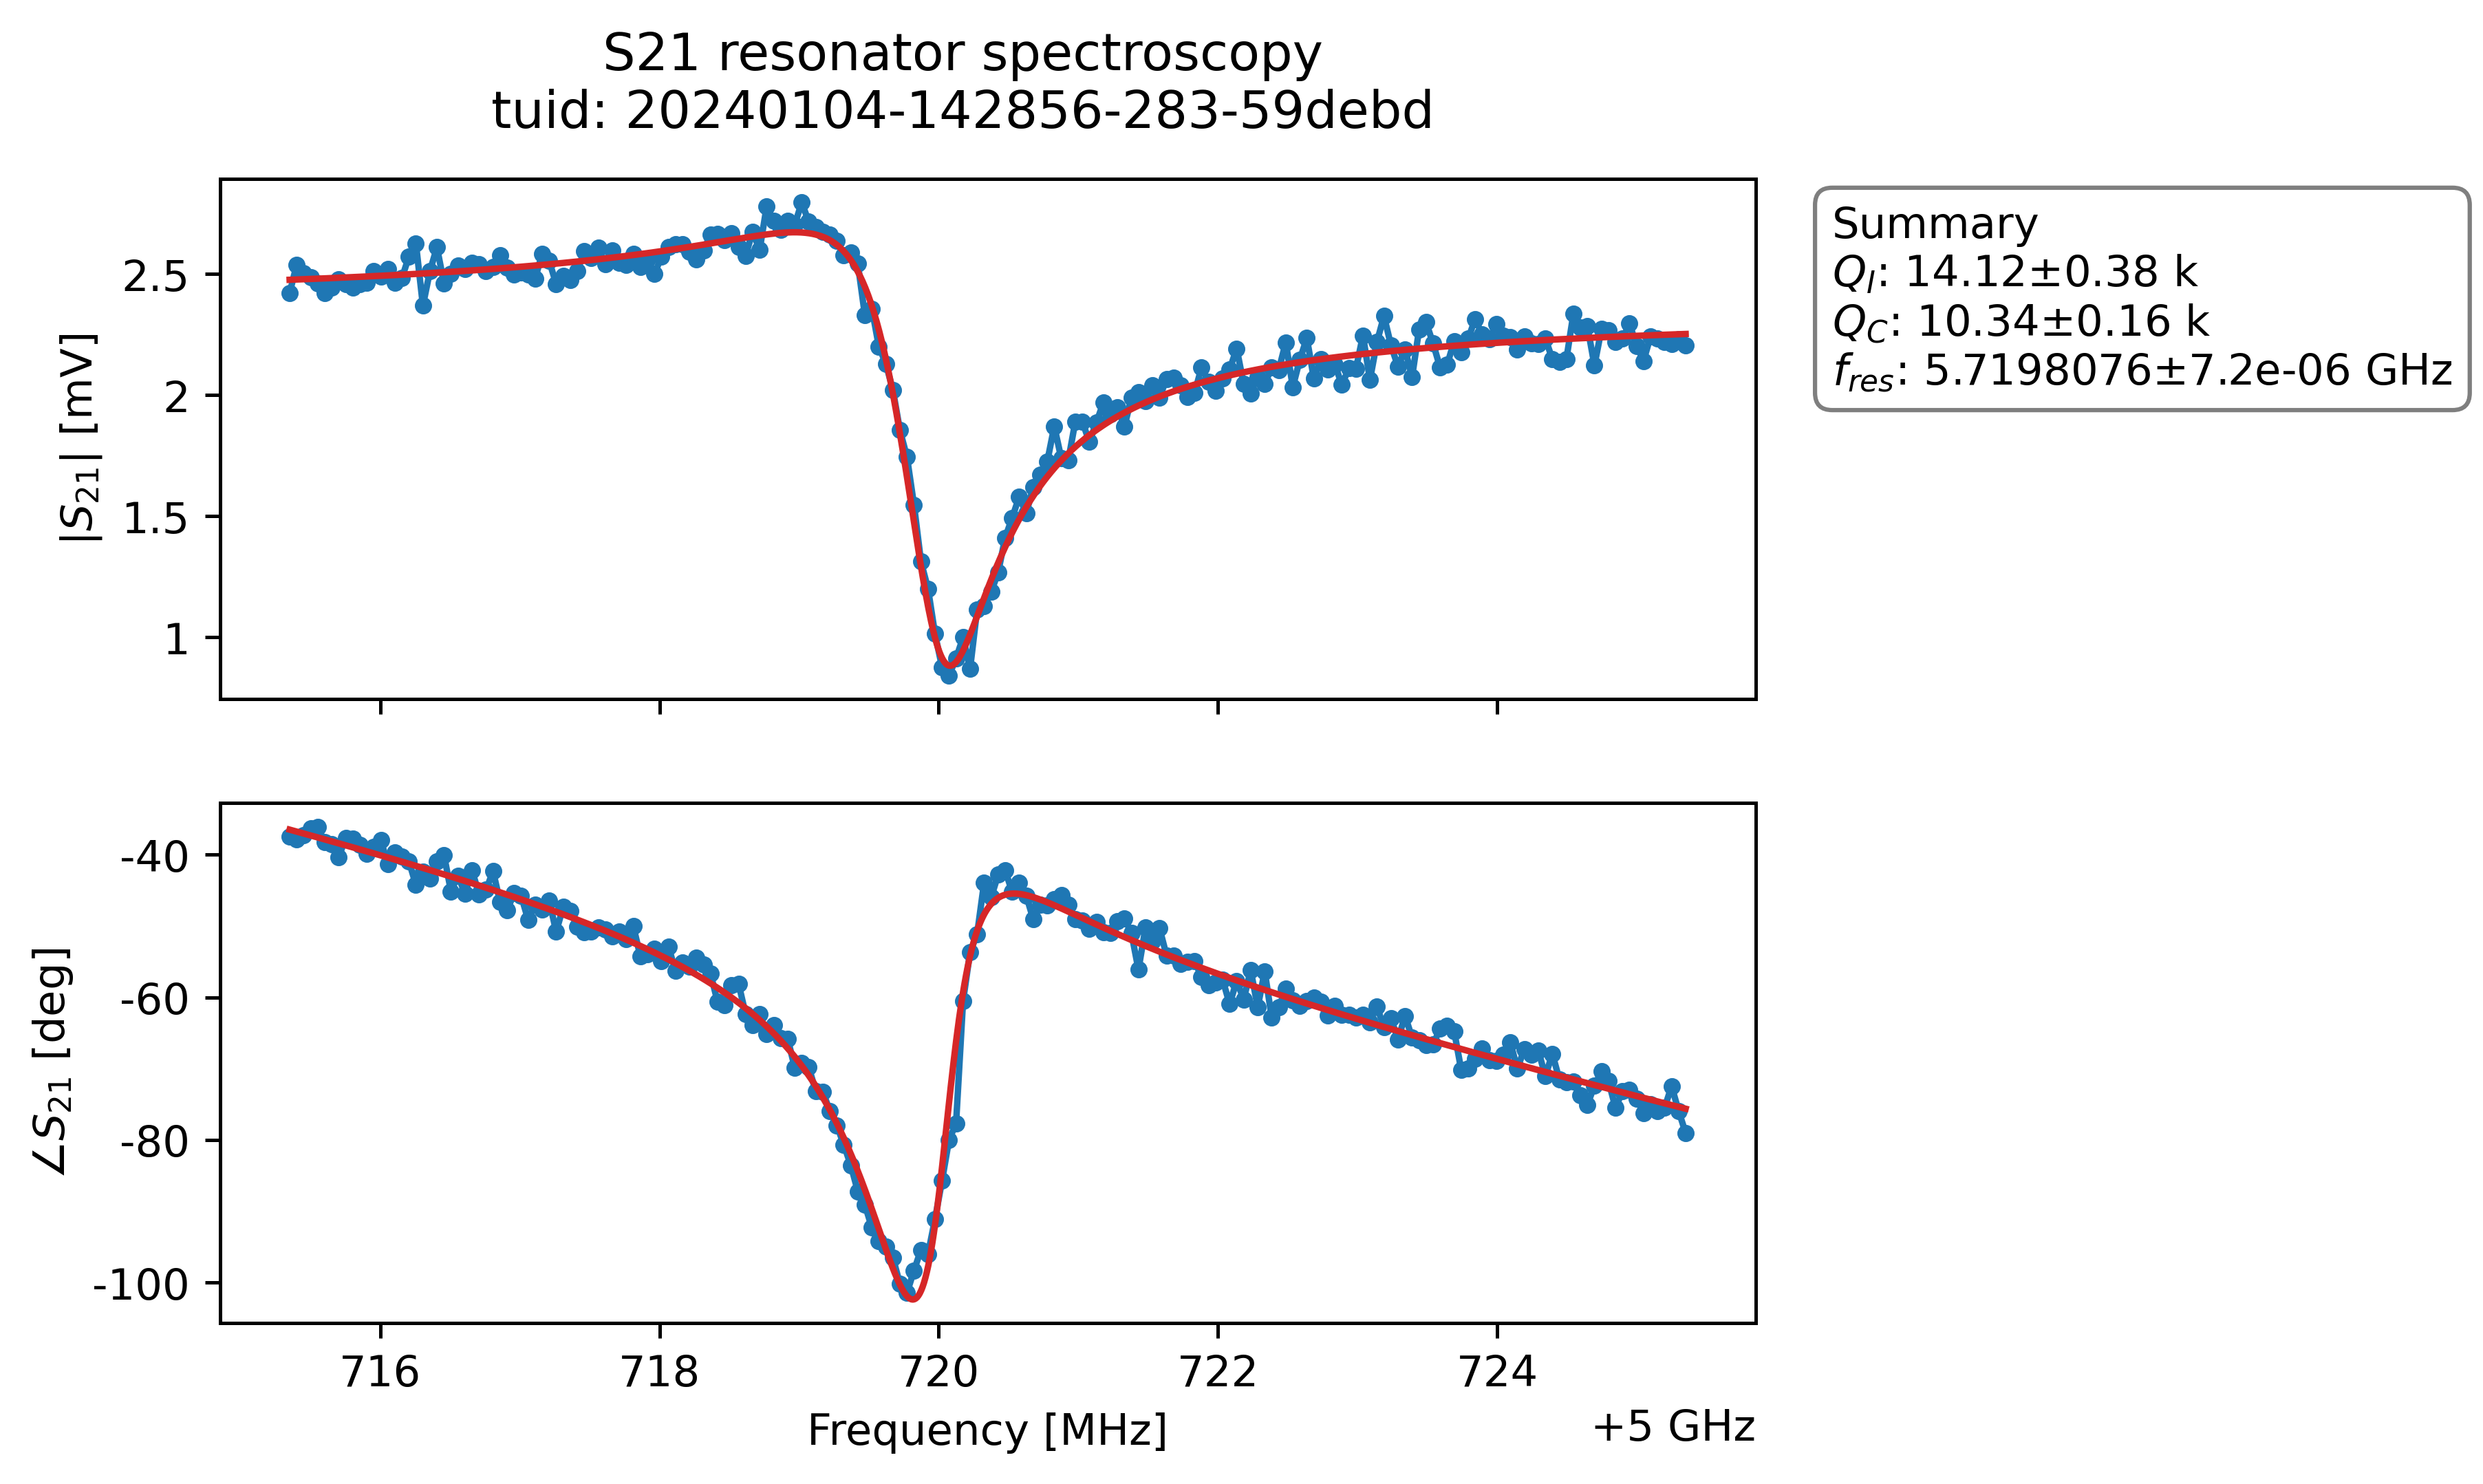 S21 resonator spectroscopy
tuid: 20240104-142856-283-59debd
Summary
Q_I: 14.12±0.38 k
Q_C: 10.34±0.16 k
f_res: 5.7198076±7.2e-06 GHz
|S_21| [mV]
2.5
2
1.5
1
∠S_21 [deg]
-40
-60
-80
-100
716 718 720 722 724
Frequency [MHz]
+5 GHz